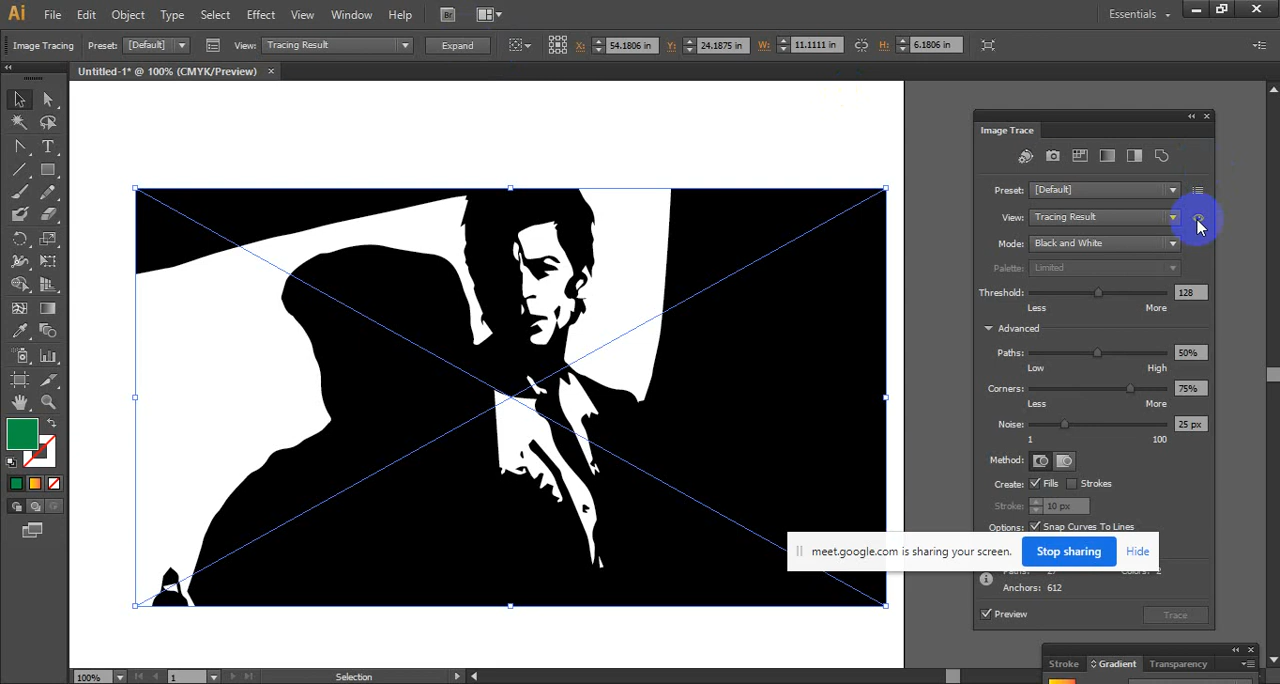 Ai File Edit Object Type Select Effect View Window Help Br Essentials
Image Tracing Preset: [Default] View: Tracing Result Expand X: 54.1806 in Y: 24.1875 in W: 11.1111 in H: 6.1806 in
Untitled-1* @ 100% (CMYK/Preview)
Image Trace
Preset: [Default]
View: Tracing Result
Mode: Black and White
Palette: Limited
Threshold: 128
Less More
Advanced
Paths: 50%
Low High
Corners: 75%
Less More
Noise: 25 px
1 100
Method:
Create: Fills Strokes
Stroke: 10 px
Options: Snap Curves To Lines
meet.google.com is sharing your screen. Stop sharing Hide
Anchors: 612
Preview Trace
Stroke Gradient Transparency
100% 1 Selection